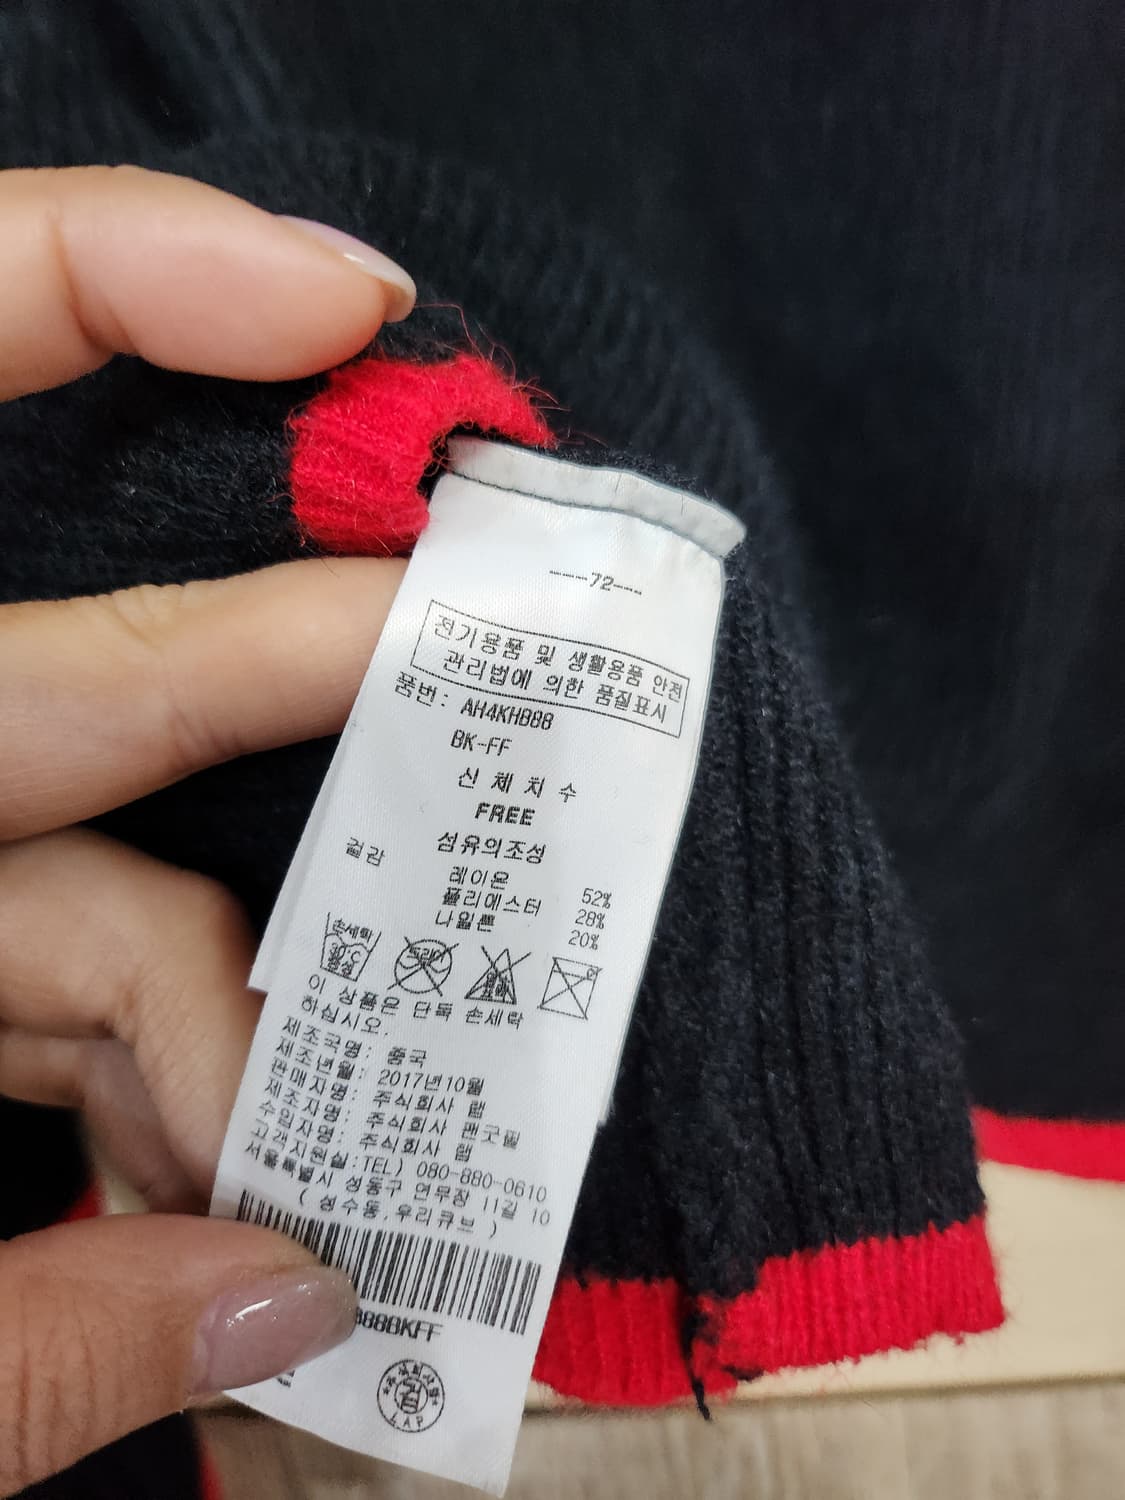 ---72---
전기용품 및 생활용품 안전
관리법에 의한 품질표시
품번: AH4KHB88
BK-FF
신체치수
FREE
섬유의조성
겉감
레이온 52%
폴리에스터 28%
나일론 20%
손세탁
30℃
중성
드라이
이 상품은 단독 손세탁
하십시오.
제조국명: 중국
제조년월: 2017년10월
판매자명: 주식회사 랩
제조자명: 주식회사 팬굿필
수입자명: 주식회사 랩
고객지원실:TEL) 080-880-0610
서울특별시 성동구 연무장 11길 10
( 성수동,우리큐브 )
888BKFF
LAP